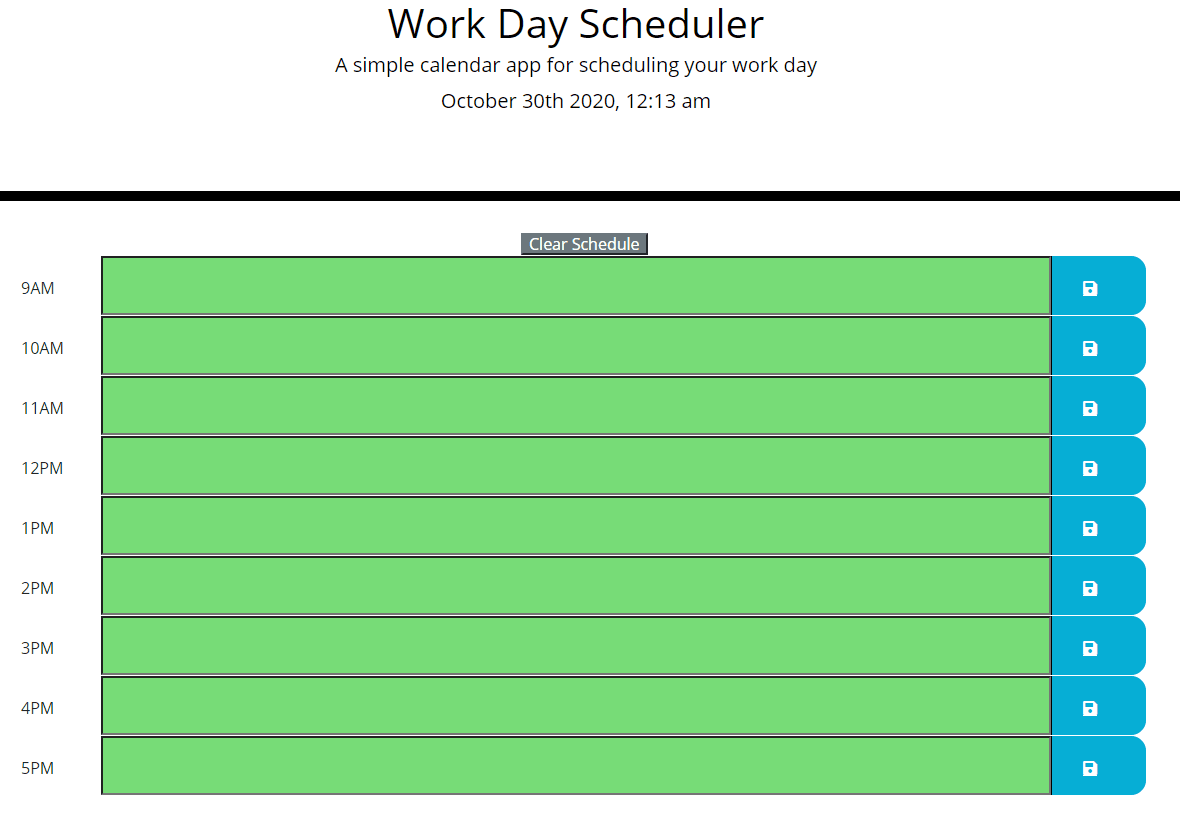 Work Day Scheduler
A simple calendar app for scheduling your work day
October 30th 2020, 12:13 am
Clear Schedule
9AM
10AM
11AM
12PM
1PM
2PM
3PM
4PM
5PM